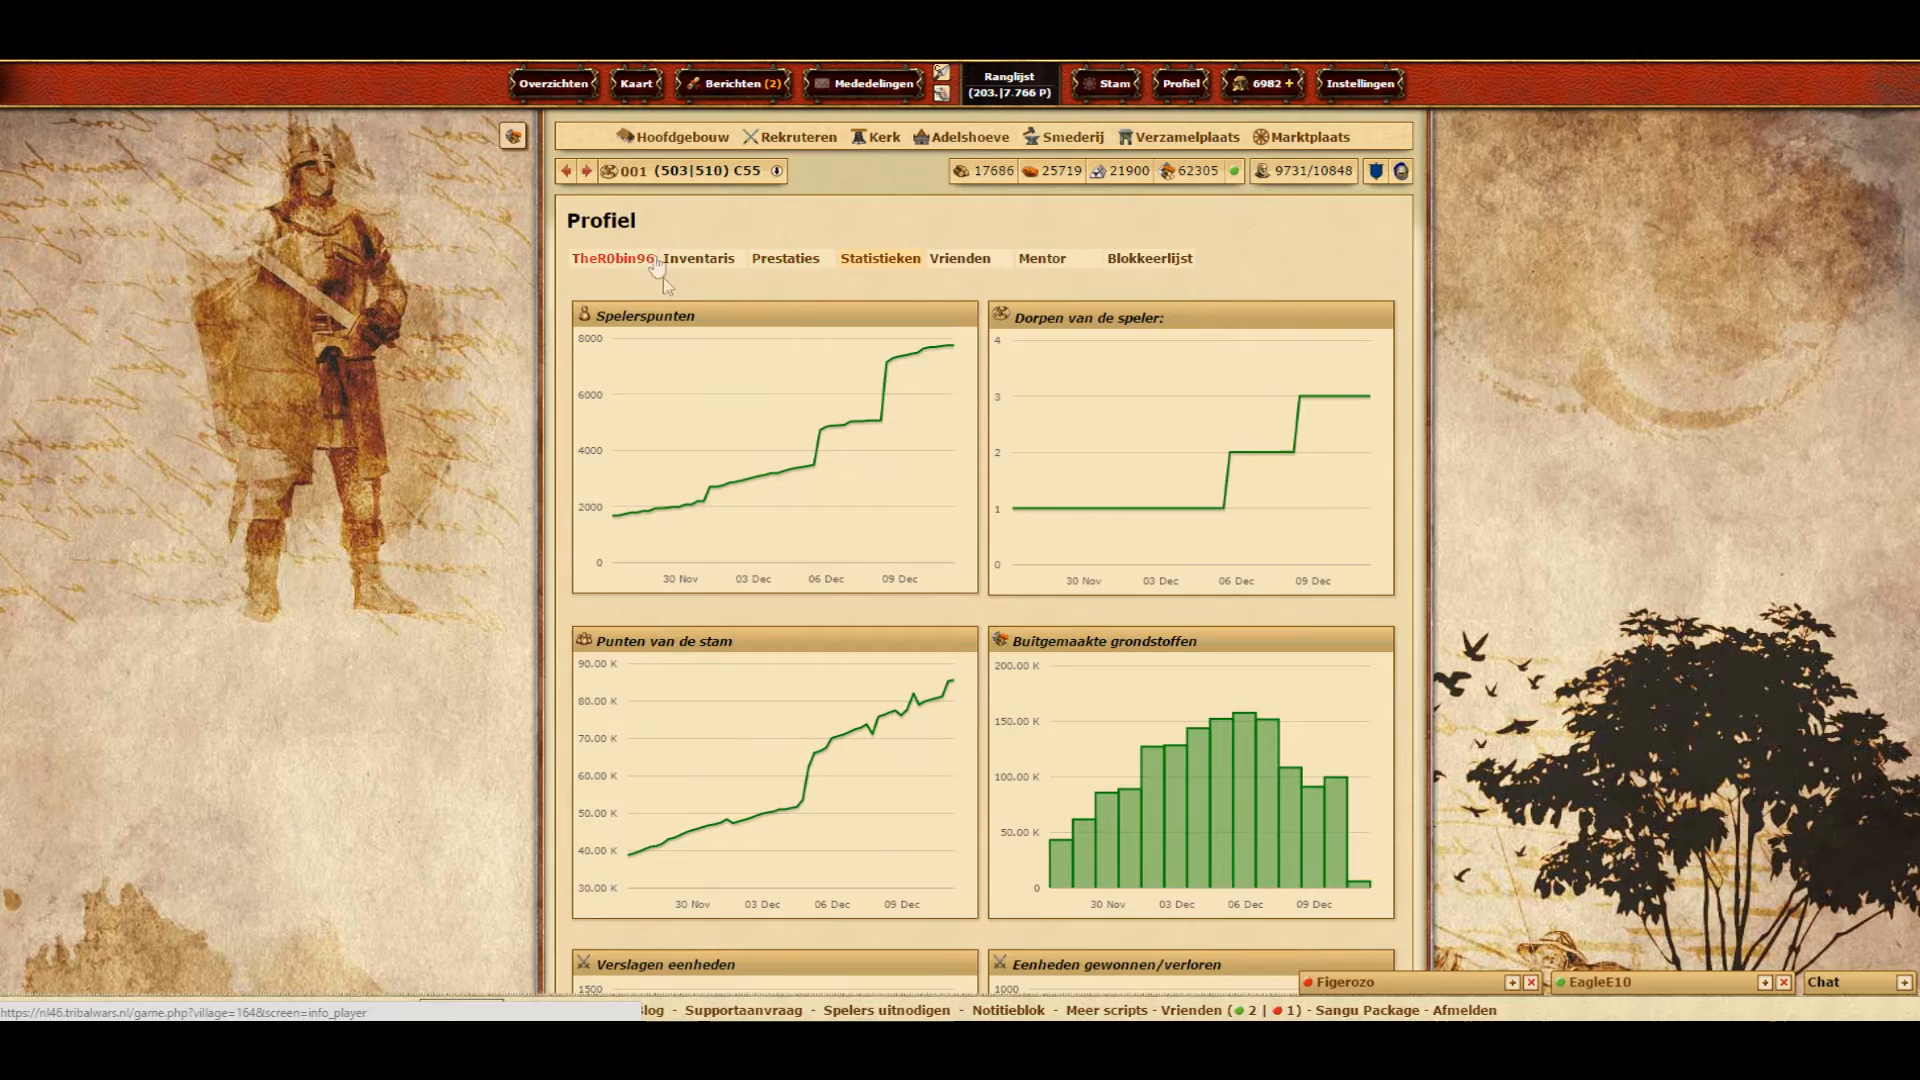 Overzichten Kaart Berichten (2) Mededelingen Ranglijst Stam Profiel 6982 Instellingen
(203.|7.766 P)
Hoofdgebouw Rekruteren Kerk Adelshoeve Smederij Verzamelplaats Marktplaats
001 (503|510) C55 17686 25719 21900 62305 9731/10848
Profiel
TheR0bin96 Inventaris Prestaties Statistieken Vrienden Mentor Blokkeerlijst
Spelerspunten
8000
6000
4000
2000
0
30 Nov 03 Dec 06 Dec 09 Dec
Dorpen van de speler:
4
3
2
1
0
30 Nov 03 Dec 06 Dec 09 Dec
Punten van de stam
90.00 K
80.00 K
70.00 K
60.00 K
50.00 K
40.00 K
30.00 K
30 Nov 03 Dec 06 Dec 09 Dec
Buitgemaakte grondstoffen
200.00 K
150.00 K
100.00 K
50.00 K
0
30 Nov 03 Dec 06 Dec 09 Dec
Verslagen eenheden
1500
Eenheden gewonnen/verloren
1000
Figerozo EagleE10 Chat
https://nl46.tribalwars.nl/game.php?village=164&screen=info_player
log - Supportaanvraag - Spelers uitnodigen - Notitieblok - Meer scripts - Vrienden (2 | 1) - Sangu Package - Afmelden